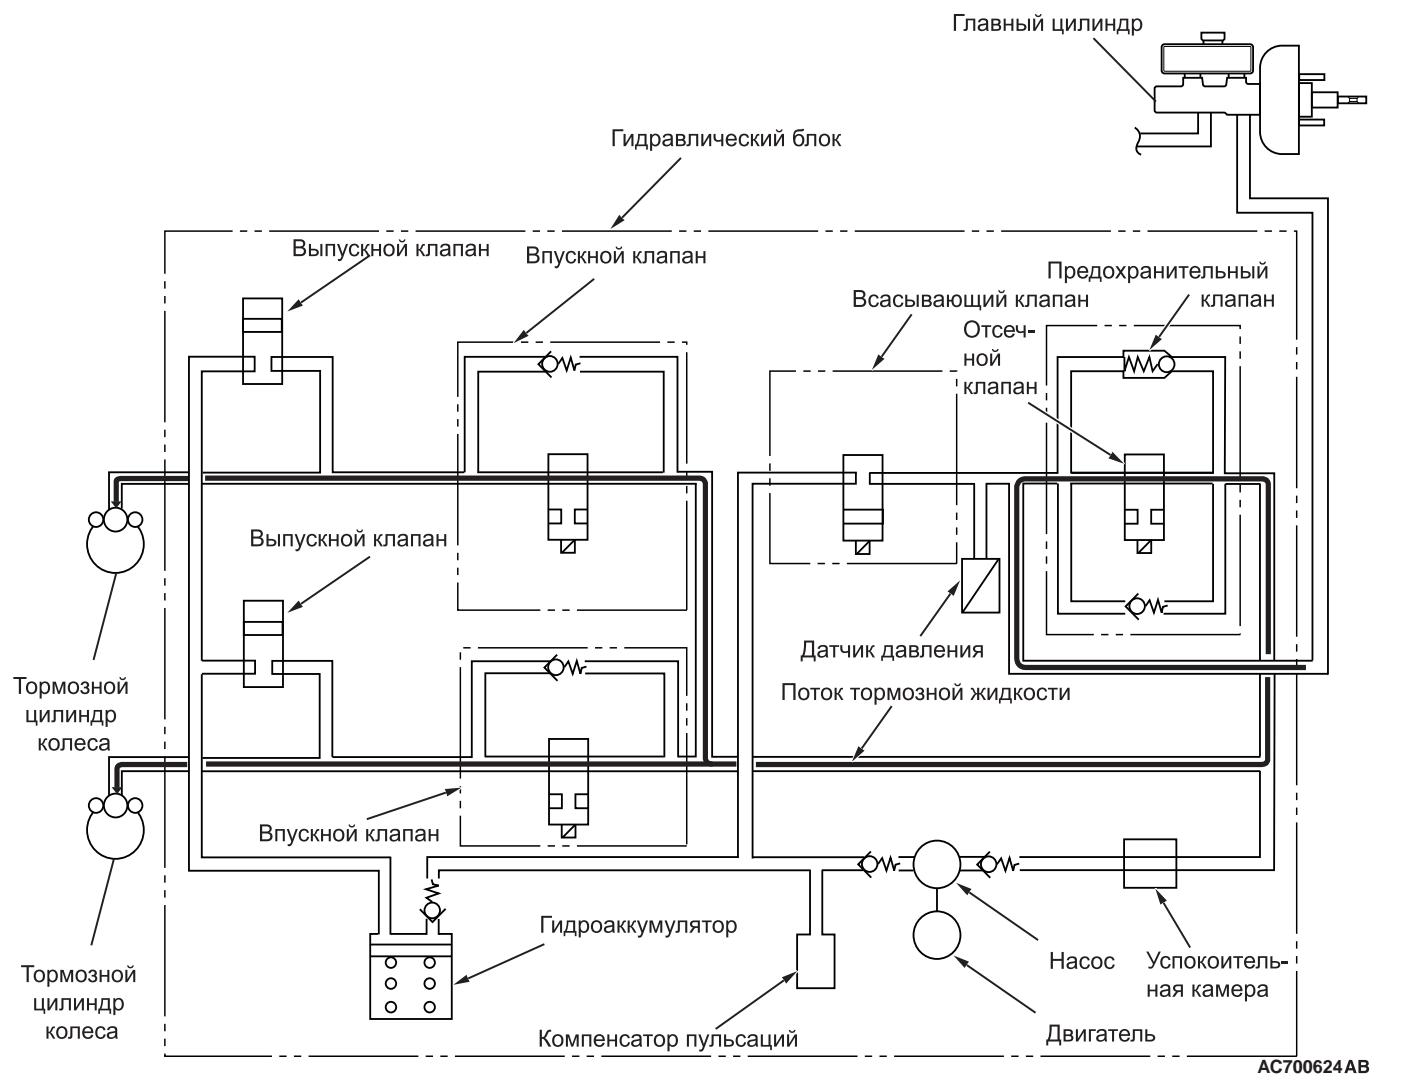 Главный цилиндр
Гидравлический блок
Выпускной клапан
Впускной клапан
Всасывающий клапан
Предохранительный
клапан
Отсеч-
ной
клапан
Выпускной клапан
Датчик давления
Поток тормозной жидкости
Тормозной
цилиндр
колеса
Впускной клапан
Гидроаккумулятор
Насос
Успокоитель-
ная камера
Тормозной
цилиндр
колеса
Компенсатор пульсаций
Двигатель
AC700624AB